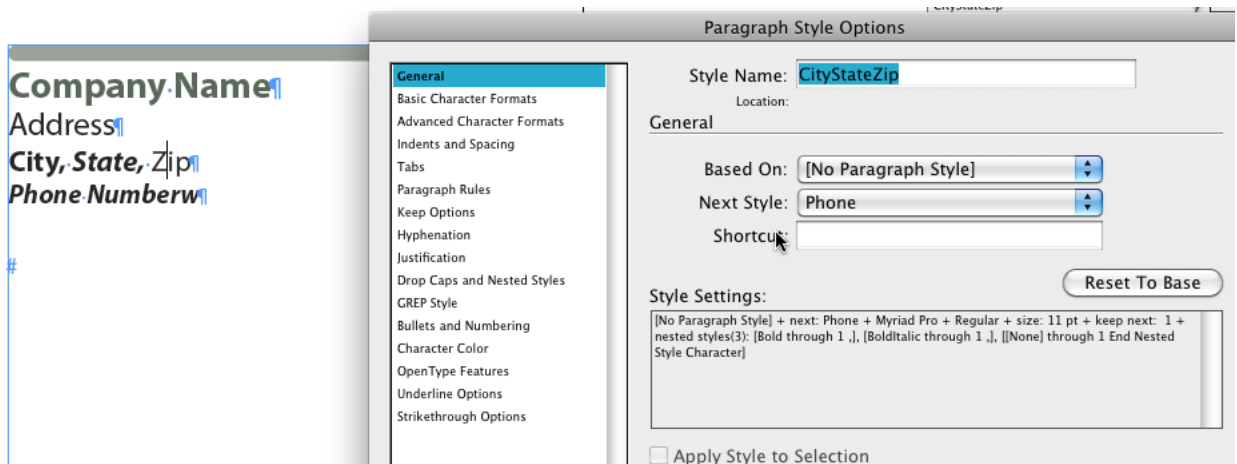 CityStateZip
Paragraph Style Options
Company Name¶
Address¶
City, State, Zip¶
Phone Numberw¶
#
General
Basic Character Formats
Advanced Character Formats
Indents and Spacing
Tabs
Paragraph Rules
Keep Options
Hyphenation
Justification
Drop Caps and Nested Styles
GREP Style
Bullets and Numbering
Character Color
OpenType Features
Underline Options
Strikethrough Options
Style Name: CityStateZip
Location:
General
Based On: [No Paragraph Style]
Next Style: Phone
Shortcut:
Reset To Base
Style Settings:
[No Paragraph Style] + next: Phone + Myriad Pro + Regular + size: 11 pt + keep next: 1 +
nested styles(3): [Bold through 1 ,], [BoldItalic through 1 ,], [[None] through 1 End Nested
Style Character]
Apply Style to Selection